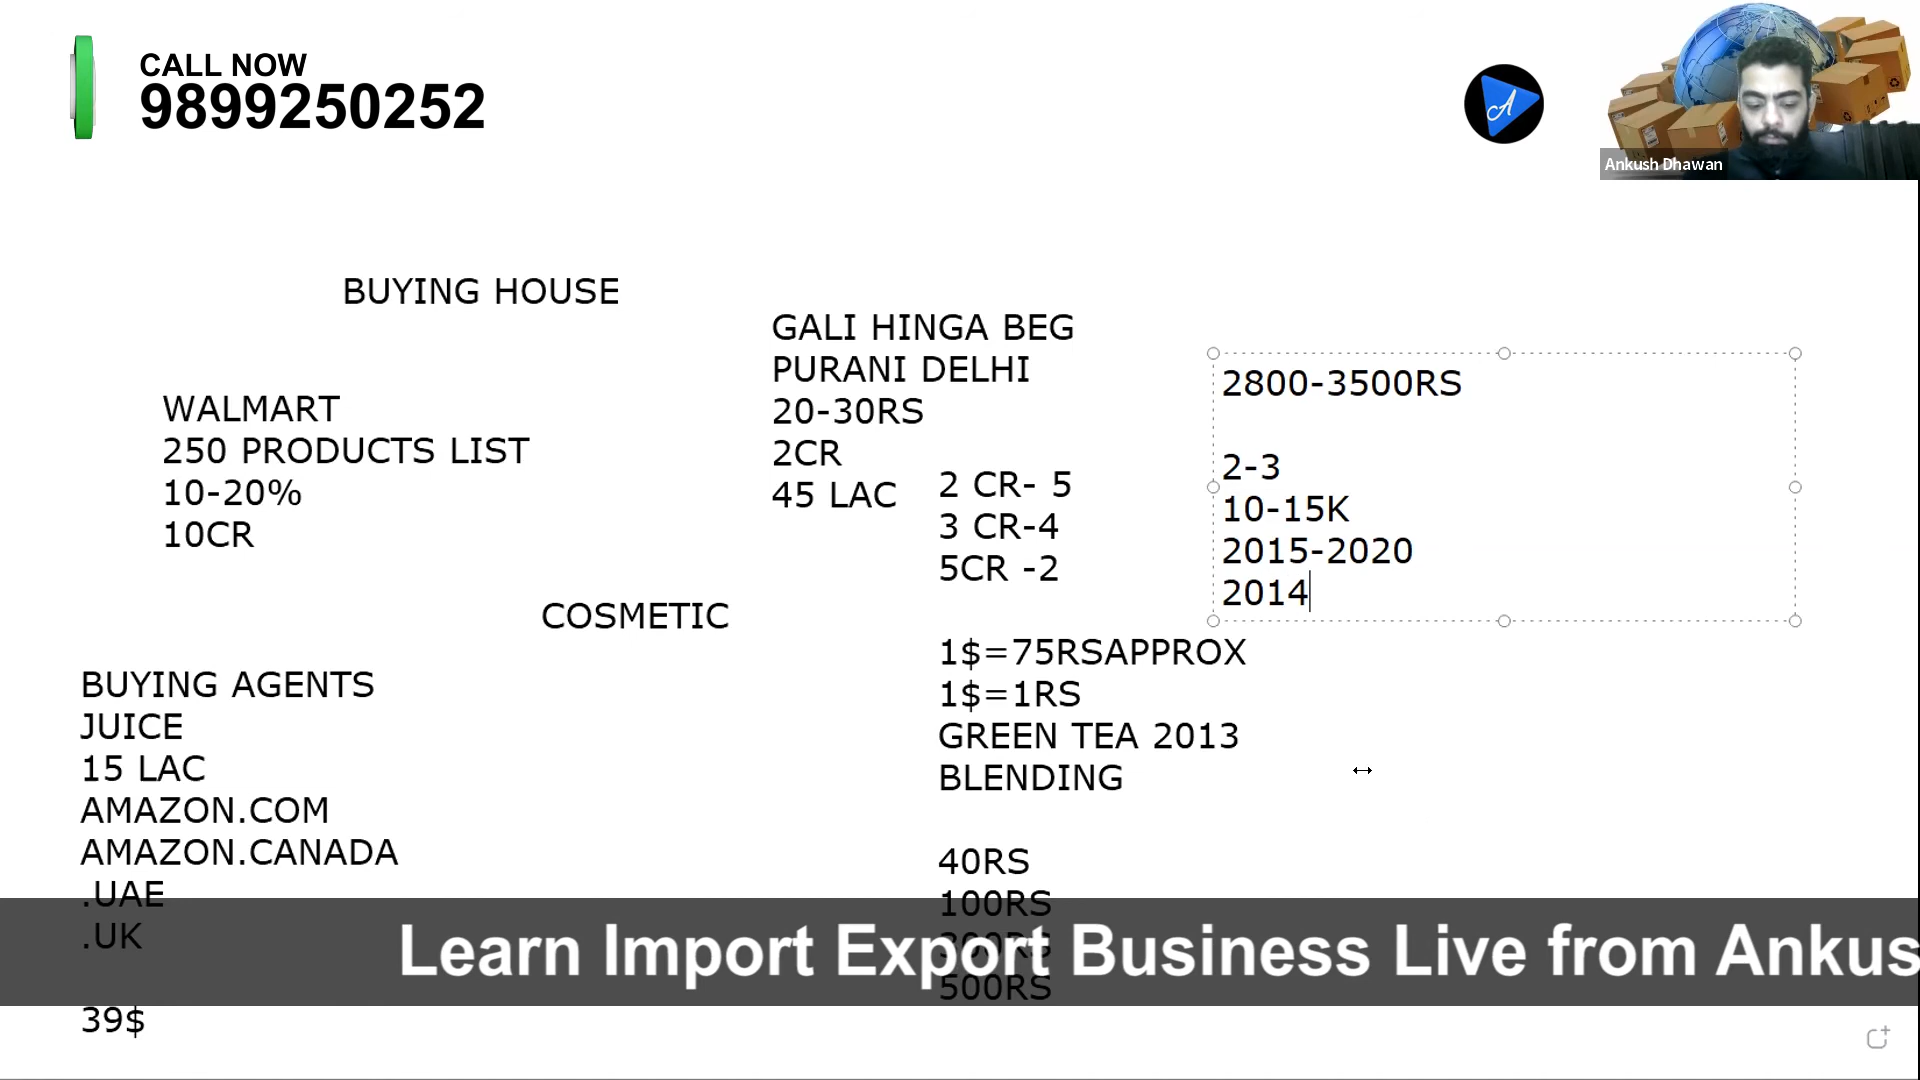 CALL NOW
9899250252
A
Ankush Dhawan
BUYING HOUSE
WALMART
250 PRODUCTS LIST
10-20%
10CR
GALI HINGA BEG
PURANI DELHI
20-30RS
2CR
45 LAC
2 CR- 5
3 CR-4
5CR -2
2800-3500RS
2-3
10-15K
2015-2020
2014
COSMETIC
BUYING AGENTS
JUICE
15 LAC
AMAZON.COM
AMAZON.CANADA
.UAE
.UK
39$
1$=75RSAPPROX
1$=1RS
GREEN TEA 2013
BLENDING
40RS
100RS
300RS
500RS
Learn Import Export Business Live from Ankus